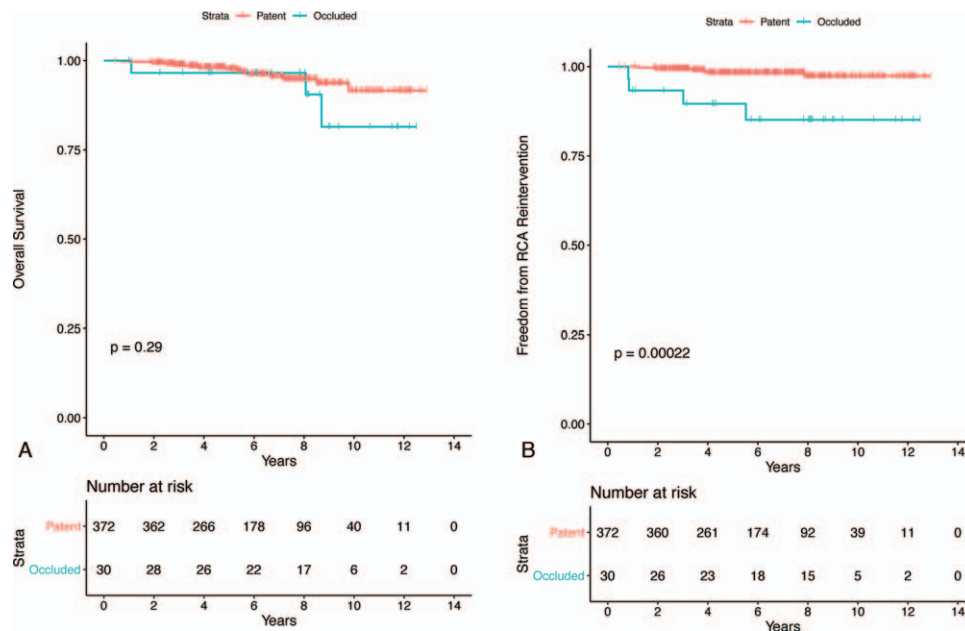 Strata Patent Occluded
1.00
0.75
0.50
0.25
0.00
Overall Survival
p = 0.29
0 2 4 6 8 10 12 14
Years
A
Number at risk
Strata
Patent 372 362 266 178 96 40 11 0
Occluded 30 28 26 22 17 6 2 0
0 2 4 6 8 10 12 14
Years
Strata Patent Occluded
1.00
0.75
0.50
0.25
0.00
Freedom from RCA Reintervention
p = 0.00022
0 2 4 6 8 10 12 14
Years
B
Number at risk
Strata
Patent 372 360 261 174 92 39 11 0
Occluded 30 26 23 18 15 5 2 0
0 2 4 6 8 10 12 14
Years